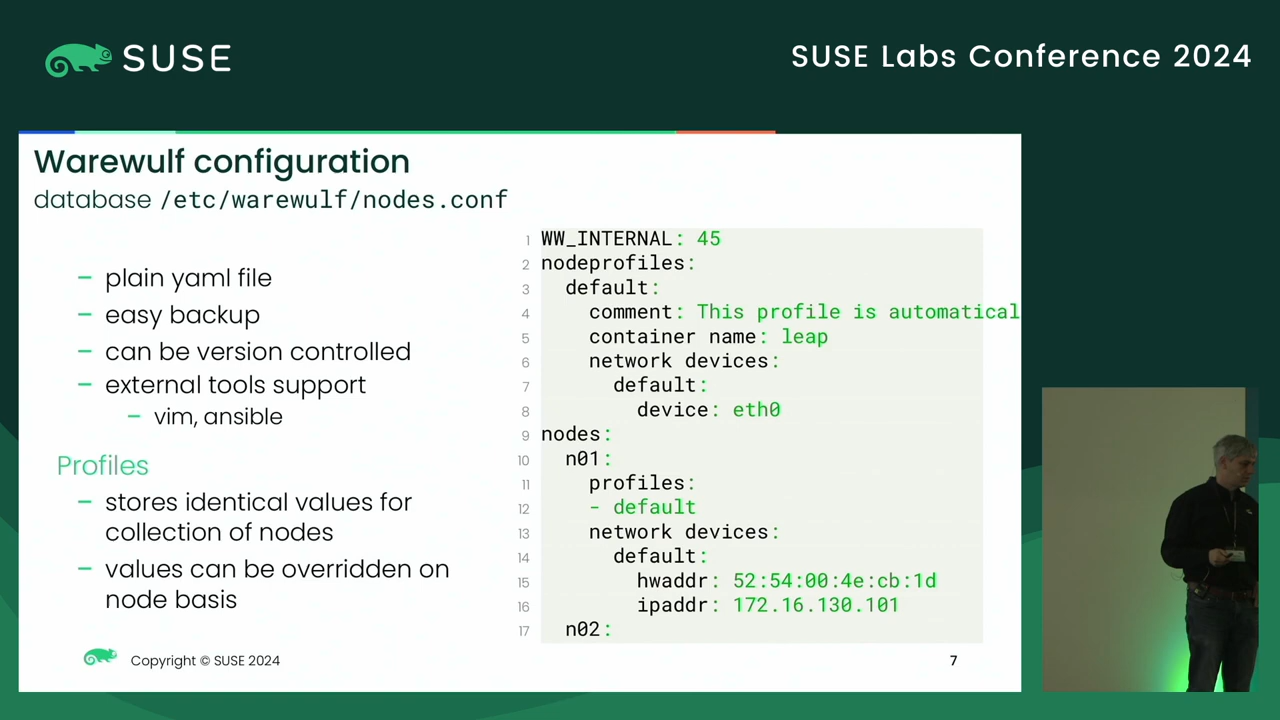 SUSE
SUSE Labs Conference 2024
Warewulf configuration
database /etc/warewulf/nodes.conf
– plain yaml file
– easy backup
– can be version controlled
– external tools support
– vim, ansible
Profiles
– stores identical values for
collection of nodes
– values can be overridden on
node basis
1 WW_INTERNAL: 45
2 nodeprofiles:
3 default:
4 comment: This profile is automatical
5 container name: leap
6 network devices:
7 default:
8 device: eth0
9 nodes:
10 n01:
11 profiles:
12 - default
13 network devices:
14 default:
15 hwaddr: 52:54:00:4e:cb:1d
16 ipaddr: 172.16.130.101
17 n02:
Copyright © SUSE 2024
7